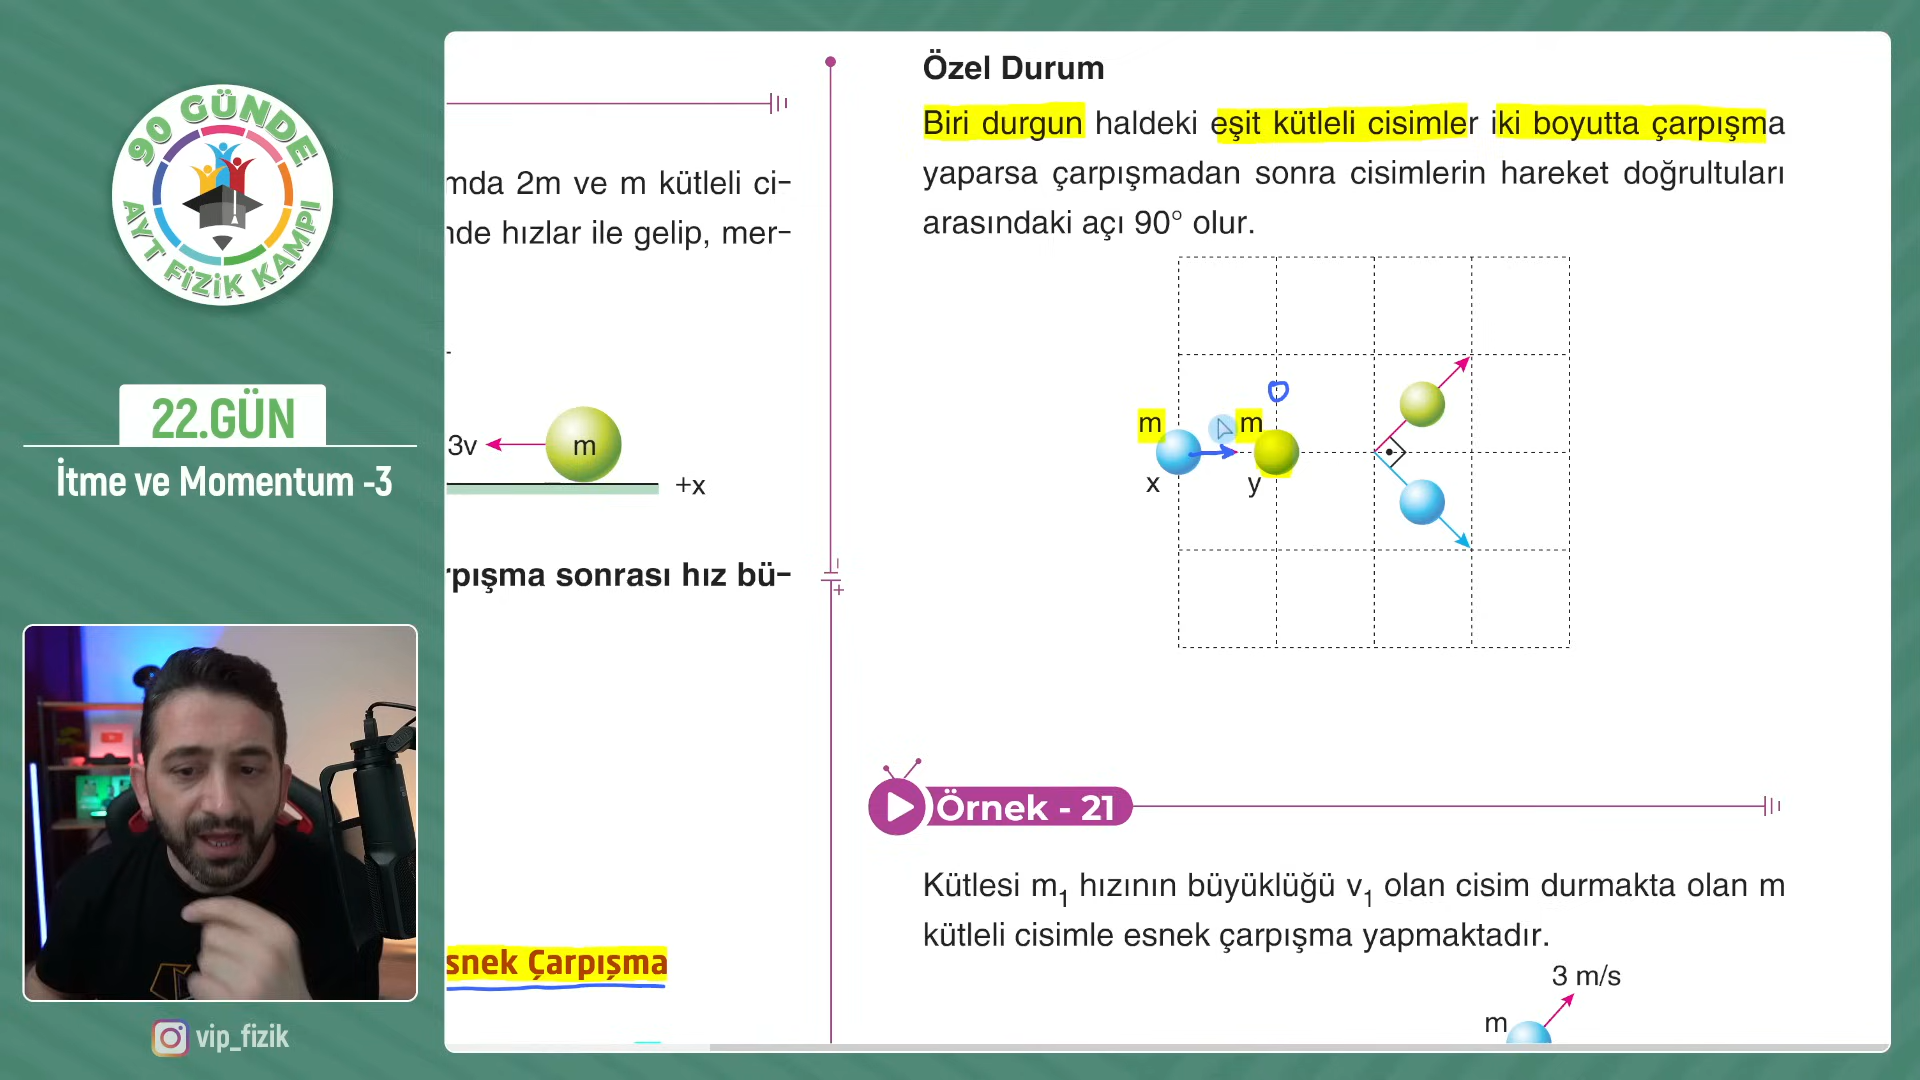 90 GÜNDE
AYT FİZİK KAMPI
22.GÜN
İtme ve Momentum -3
vip_fizik
mda 2m ve m kütleli ci-
nde hızlar ile gelip, mer-
3v
m
+x
rpışma sonrası hız bü-
snek Çarpışma
Özel Durum
Biri durgun haldeki eşit kütleli cisimler iki boyutta çarpışma
yaparsa çarpışmadan sonra cisimlerin hareket doğrultuları
arasındaki açı 90° olur.
m
m
x
y
Örnek - 21
Kütlesi m₁ hızının büyüklüğü v₁ olan cisim durmakta olan m
kütleli cisimle esnek çarpışma yapmaktadır.
3 m/s
m